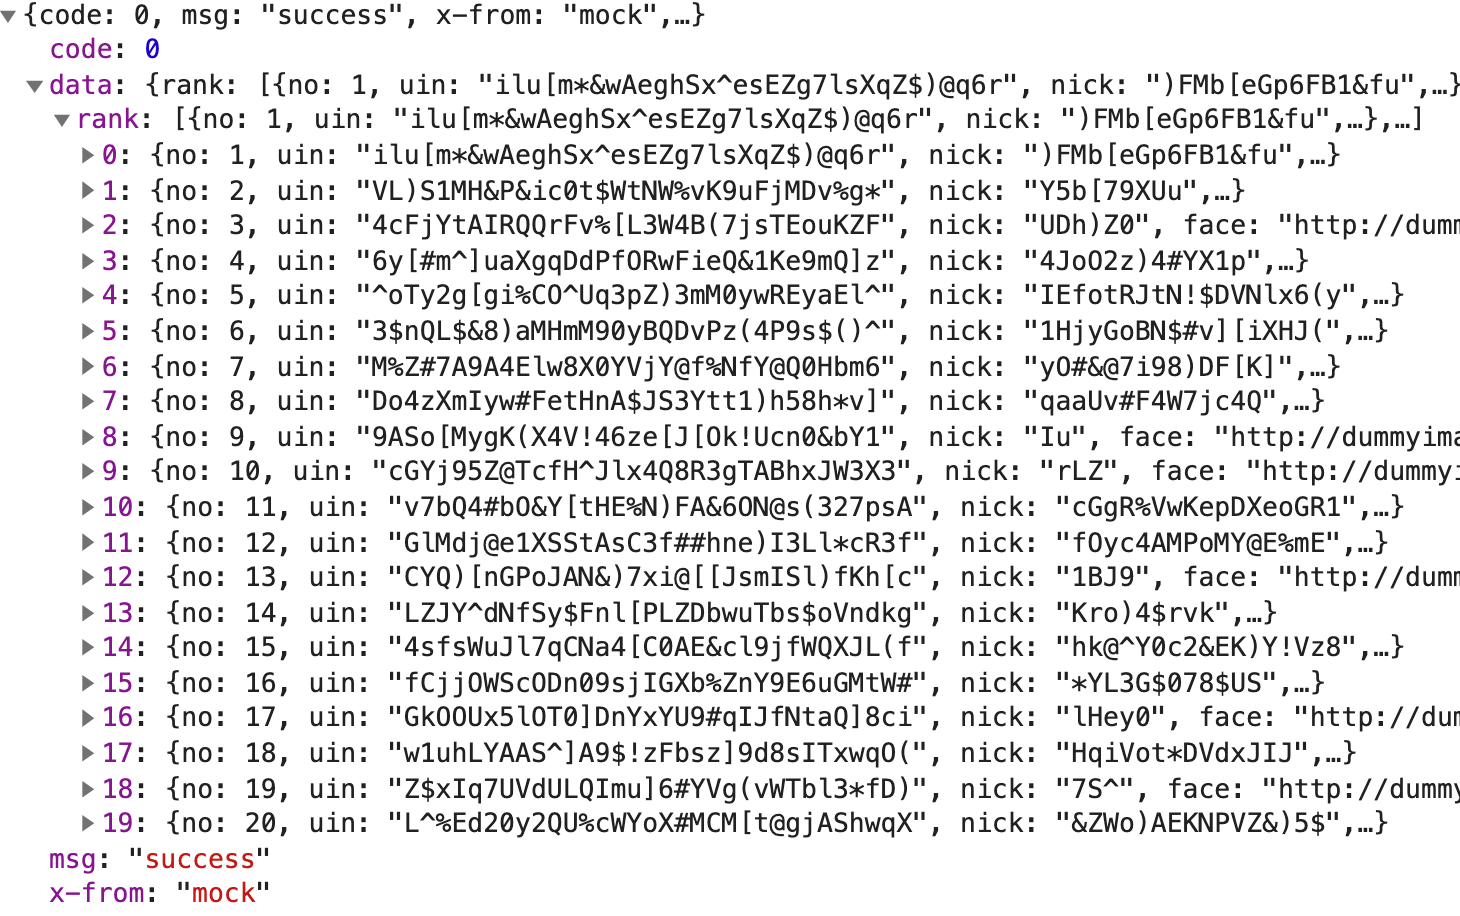 {code: 0, msg: "success", x-from: "mock",…}
code: 0
data: {rank: [{no: 1, uin: "ilu[m*&wAeghSx^esEZg7lsXqZ$)@q6r", nick: ")FMb[eGp6FB1&fu",…}
rank: [{no: 1, uin: "ilu[m*&wAeghSx^esEZg7lsXqZ$)@q6r", nick: ")FMb[eGp6FB1&fu",…},…]
0: {no: 1, uin: "ilu[m*&wAeghSx^esEZg7lsXqZ$)@q6r", nick: ")FMb[eGp6FB1&fu",…}
1: {no: 2, uin: "VL)S1MH&P&ic0t$WtNW%vK9uFjMDv%g*", nick: "Y5b[79XUu",…}
2: {no: 3, uin: "4cFjYtAIRQQrFv%[L3W4B(7jsTEouKZF", nick: "UDh)Z0", face: "http://dumm
3: {no: 4, uin: "6y[#m^]uaXgqDdPfORwFieQ&1Ke9mQ]z", nick: "4JoO2z)4#YX1p",…}
4: {no: 5, uin: "^oTy2g[gi%CO^Uq3pZ)3mM0ywREyaEl^", nick: "IEfotRJtN!$DVNlx6(y",…}
5: {no: 6, uin: "3$nQL$&8)aMHmM90yBQDvPz(4P9s$()^", nick: "1HjyGoBN$#v][iXHJ(",…}
6: {no: 7, uin: "M%Z#7A9A4Elw8X0YVjY@f%NfY@Q0Hbm6", nick: "yO#&@7i98)DF[K]",…}
7: {no: 8, uin: "Do4zXmIyw#FetHnA$JS3Ytt1)h58h*v]", nick: "qaaUv#F4W7jc4Q",…}
8: {no: 9, uin: "9ASo[MygK(X4V!46ze[J[Ok!Ucn0&bY1", nick: "Iu", face: "http://dummyima
9: {no: 10, uin: "cGYj95Z@TcfH^Jlx4Q8R3gTABhxJW3X3", nick: "rLZ", face: "http://dummyi
10: {no: 11, uin: "v7bQ4#bO&Y[tHE%N)FA&6ON@s(327psA", nick: "cGgR%VwKepDXeoGR1",…}
11: {no: 12, uin: "GlMdj@e1XSStAsC3f##hne)I3Ll*cR3f", nick: "fOyc4AMPoMY@E%mE",…}
12: {no: 13, uin: "CYQ)[nGPoJAN&)7xi@[[JsmISl)fKh[c", nick: "1BJ9", face: "http://dumm
13: {no: 14, uin: "LZJY^dNfSy$Fnl[PLZDbwuTbs$oVndkg", nick: "Kro)4$rvk",…}
14: {no: 15, uin: "4sfsWuJl7qCNa4[C0AE&cl9jfWQXJL(f", nick: "hk@^Y0c2&EK)Y!Vz8",…}
15: {no: 16, uin: "fCjjOWScODn09sjIGXb%ZnY9E6uGMtW#", nick: "*YL3G$078$US",…}
16: {no: 17, uin: "GkOOUx5lOT0]DnYxYU9#qIJfNtaQ]8ci", nick: "lHey0", face: "http://dum
17: {no: 18, uin: "w1uhLYAAS^]A9$!zFbsz]9d8sITxwqO(", nick: "HqiVot*DVdxJIJ",…}
18: {no: 19, uin: "Z$xIq7UVdULQImu]6#YVg(vWTbl3*fD)", nick: "7S^", face: "http://dummy
19: {no: 20, uin: "L^%Ed20y2QU%cWYoX#MCM[t@gjAShwqX", nick: "&ZWo)AEKNPVZ&)5$",…}
msg: "success"
x-from: "mock"